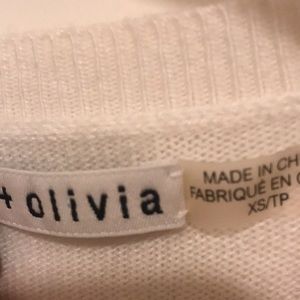 + olivia
MADE IN CH
FABRIQUÉ EN
XS/TP